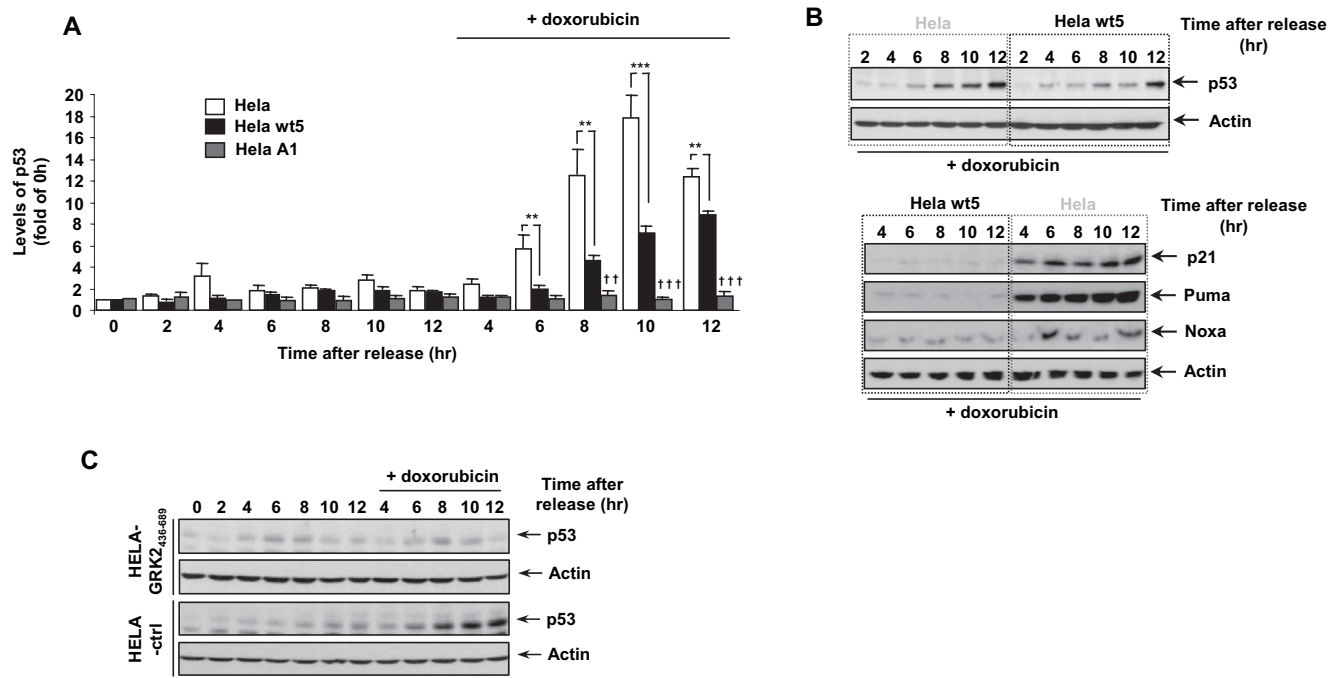 A
+ doxorubicin
Levels of p53
(fold of 0h)
20
18
16
14
12
10
8
6
4
2
0
Hela
Hela wt5
Hela A1
** ** *** **
†† ††† †††
0 2 4 6 8 10 12 4 6 8 10 12
Time after release (hr)
B
Hela Hela wt5 Time after release
(hr)
2 4 6 8 10 12 2 4 6 8 10 12
p53
Actin
+ doxorubicin
Hela wt5 Hela Time after release
(hr)
4 6 8 10 12 4 6 8 10 12
p21
Puma
Noxa
Actin
+ doxorubicin
C
+ doxorubicin
Time after
release (hr)
0 2 4 6 8 10 12 4 6 8 10 12
HELA-
GRK2436-689
p53
Actin
HELA
-ctrl
p53
Actin